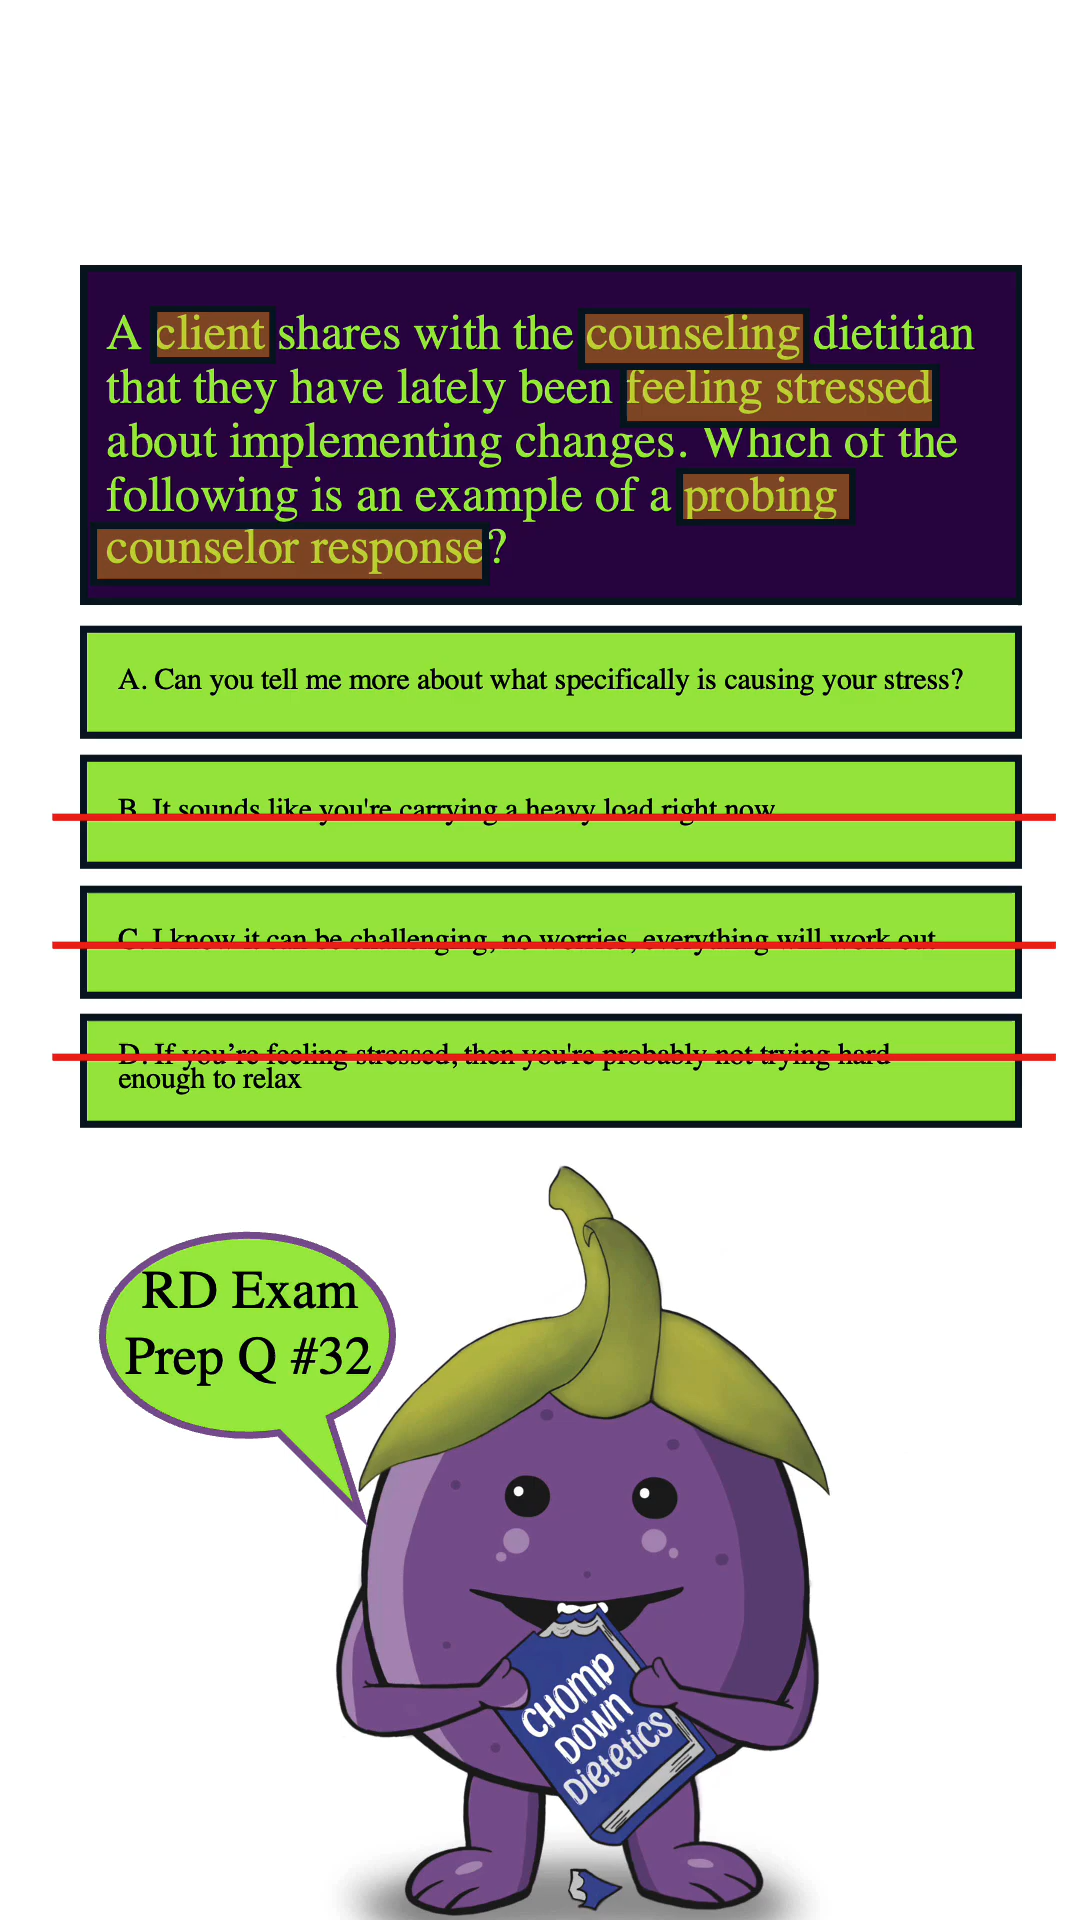 A client shares with the counseling dietitian
that they have lately been feeling stressed
about implementing changes. Which of the
following is an example of a probing
counselor response?
A. Can you tell me more about what specifically is causing your stress?
B. It sounds like you're carrying a heavy load right now
C. I know it can be challenging, no worries, everything will work out
D. If you’re feeling stressed, then you're probably not trying hard
enough to relax
RD Exam
Prep Q #32
CHOMP
DOWN
Dietetics